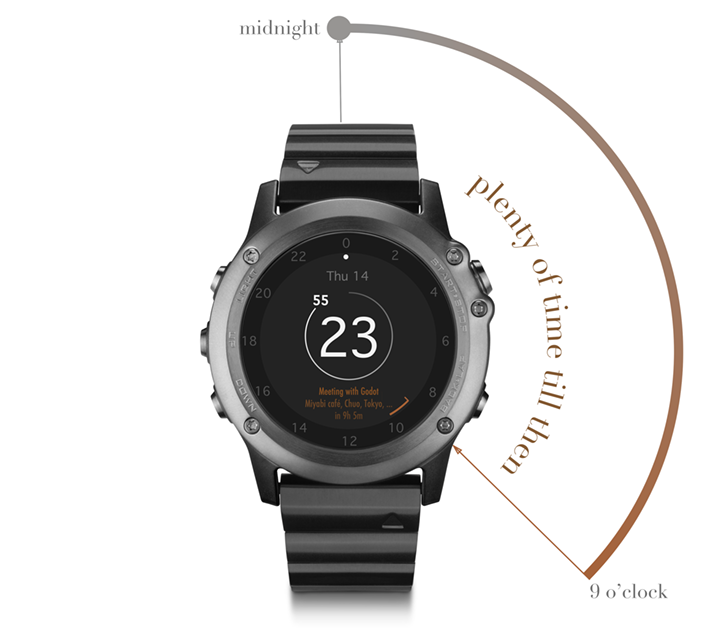 midnight
0
22
2
Thu 14
20
4
55
23
18
6
Meeting with Godot
Miyabi café, Chuo, Tokyo, ...
in 9h 5m
16
8
14
10
12
plenty of time till then
9 o'clock